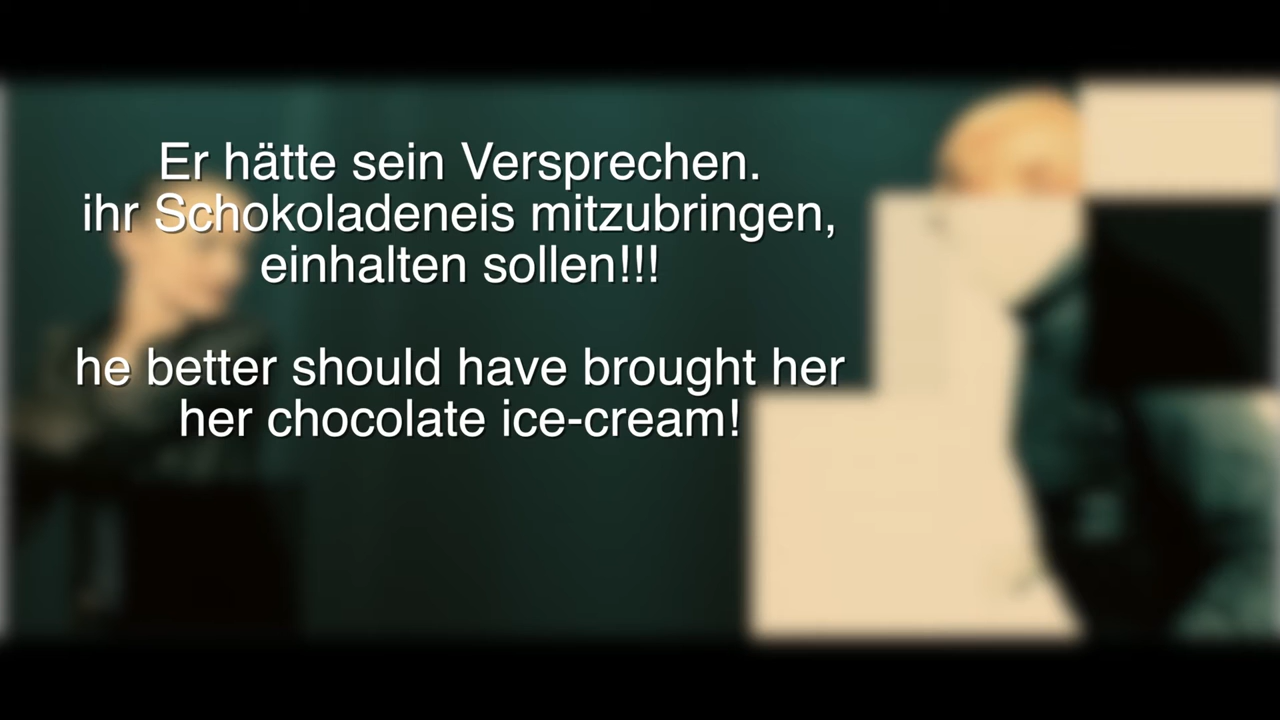 Er hätte sein Versprechen.
ihr Schokoladeneis mitzubringen,
einhalten sollen!!!
he better should have brought her
her chocolate ice-cream!